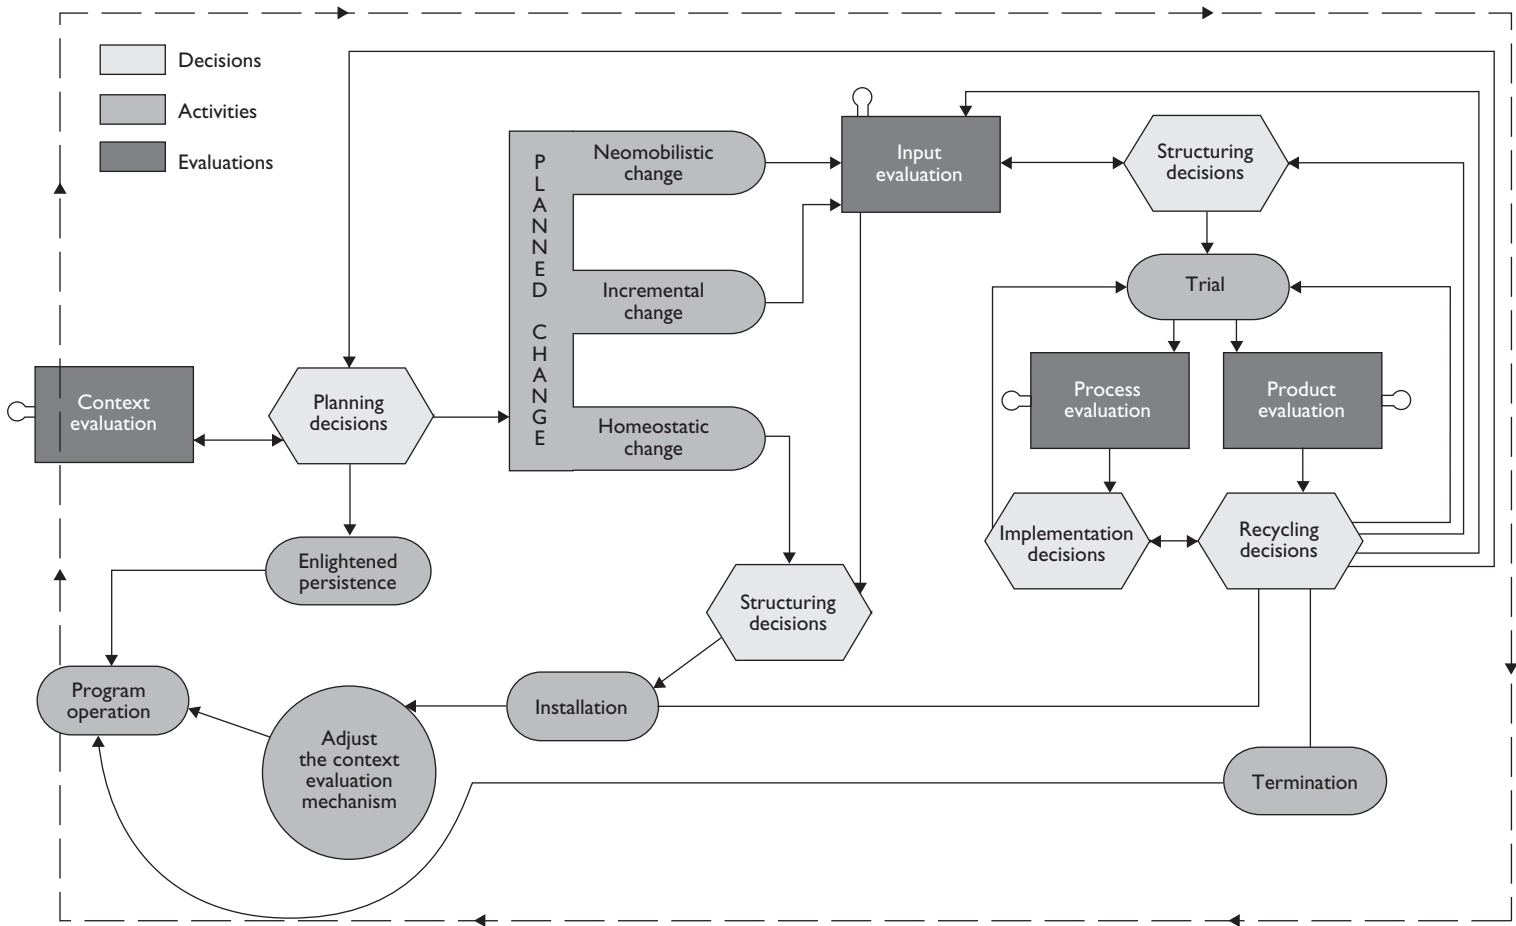 Decisions
Activities
Evaluations
PLANNED CHANGE
Neomobilistic
change
Incremental
change
Homeostatic
change
Input
evaluation
Structuring
decisions
Trial
Process
evaluation
Product
evaluation
Context
evaluation
Planning
decisions
Implementation
decisions
Recycling
decisions
Enlightened
persistence
Structuring
decisions
Program
operation
Installation
Adjust
the context
evaluation
mechanism
Termination